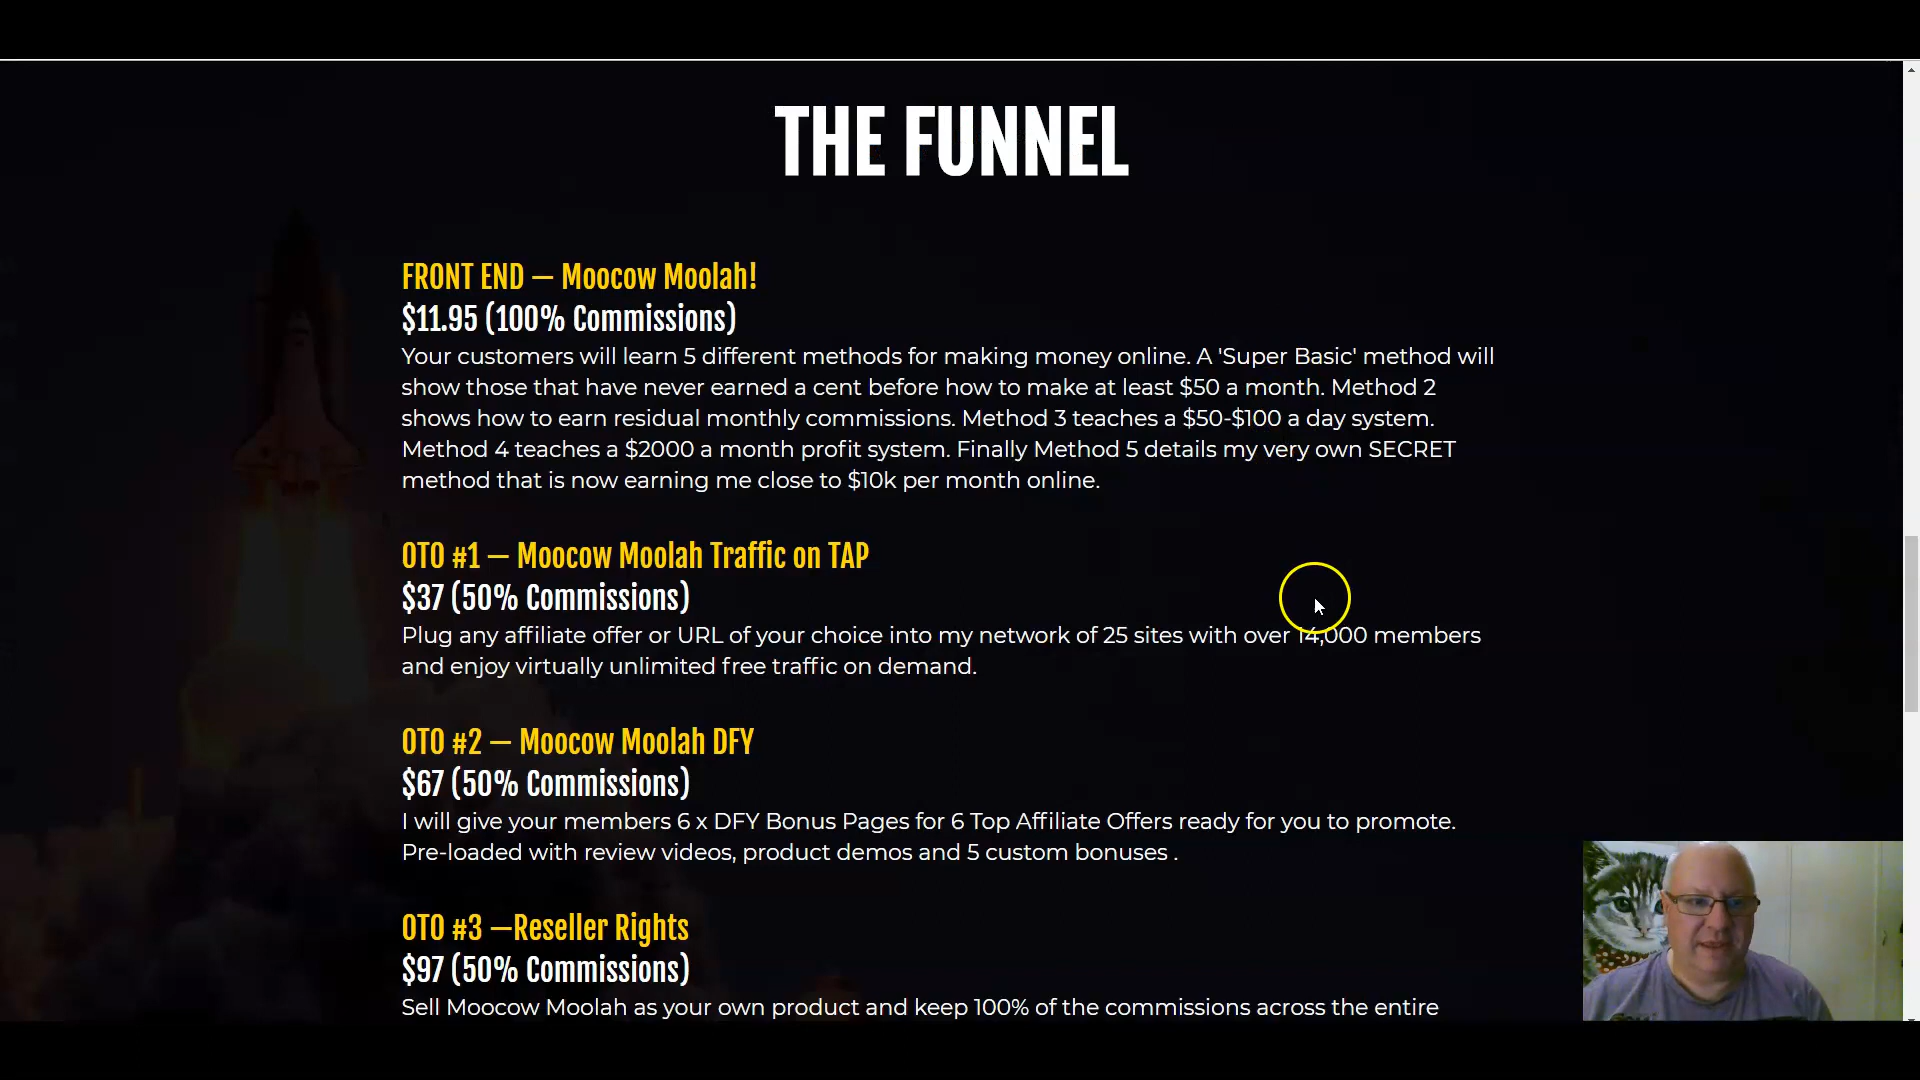 THE FUNNEL
FRONT END — Moocow Moolah!
$11.95 (100% Commissions)
Your customers will learn 5 different methods for making money online. A 'Super Basic' method will
show those that have never earned a cent before how to make at least $50 a month. Method 2
shows how to earn residual monthly commissions. Method 3 teaches a $50-$100 a day system.
Method 4 teaches a $2000 a month profit system. Finally Method 5 details my very own SECRET
method that is now earning me close to $10k per month online.
OTO #1 — Moocow Moolah Traffic on TAP
$37 (50% Commissions)
Plug any affiliate offer or URL of your choice into my network of 25 sites with over 14,000 members
and enjoy virtually unlimited free traffic on demand.
OTO #2 — Moocow Moolah DFY
$67 (50% Commissions)
I will give your members 6 x DFY Bonus Pages for 6 Top Affiliate Offers ready for you to promote.
Pre-loaded with review videos, product demos and 5 custom bonuses .
OTO #3 —Reseller Rights
$97 (50% Commissions)
Sell Moocow Moolah as your own product and keep 100% of the commissions across the entire